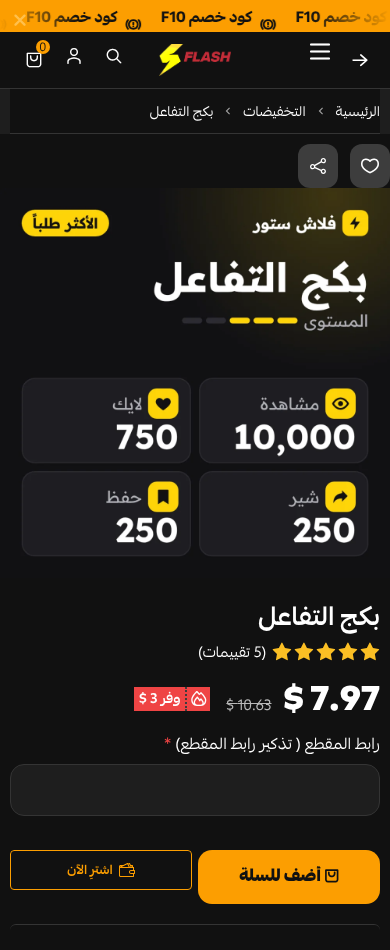 كود خصم F10 كود خصم F10 كود خصم F10
0
FLASH
الرئيسية > التخفيضات > بكج التفاعل
فلاش ستور
الأكثر طلباً
بكج التفاعل
المستوى
مشاهدة
10,000
لايك
750
شير
250
حفظ
250
بكج التفاعل
(5 تقييمات)
7.97 $ 10.63 $ وفر 3 $
رابط المقطع ( تذكير رابط المقطع) *
أضف للسلة
اشترِ الآن